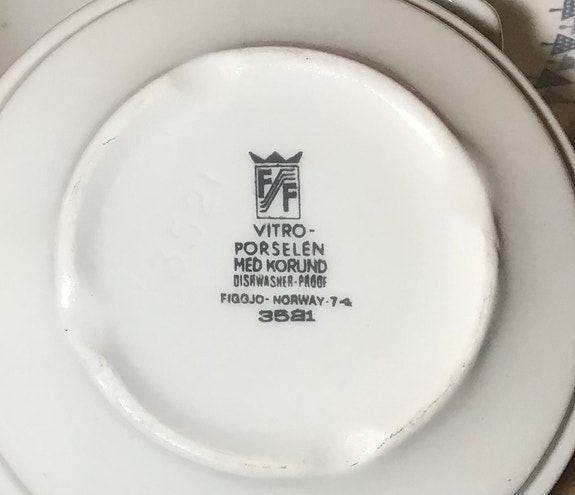 F/F
VITRO-
PORSELEN
MED KORUND
DISHWASHER-PROOF
FIGGJO - NORWAY - 74
3521